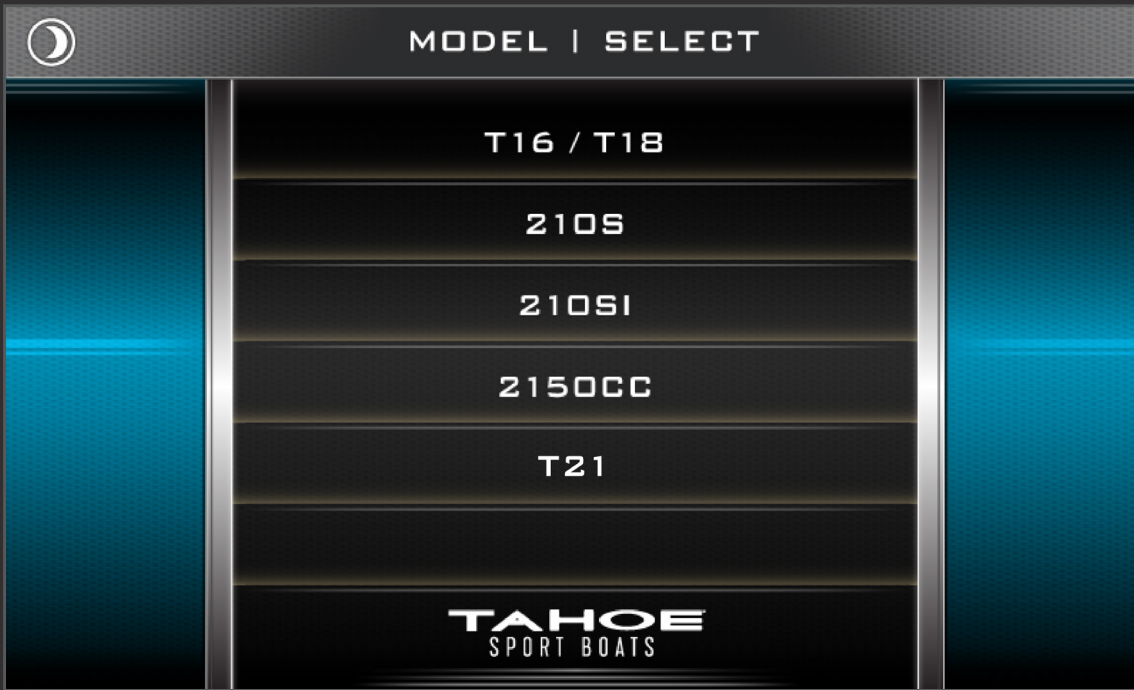 MODEL | SELECT
T16 / T18
210S
210SI
2150CC
T21
TAHOE
SPORT BOATS